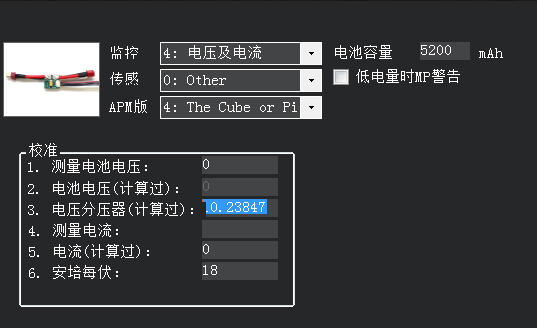 监控 4: 电压及电流 电池容量 5200 mAh
传感 0: Other 低电量时MP警告
APM版 4: The Cube or Pi
校准
1. 测量电池电压: 0
2. 电池电压(计算过): 0
3. 电压分压器(计算过): .0.23847
4. 测量电流:
5. 电流(计算过): 0
6. 安培每伏: 18